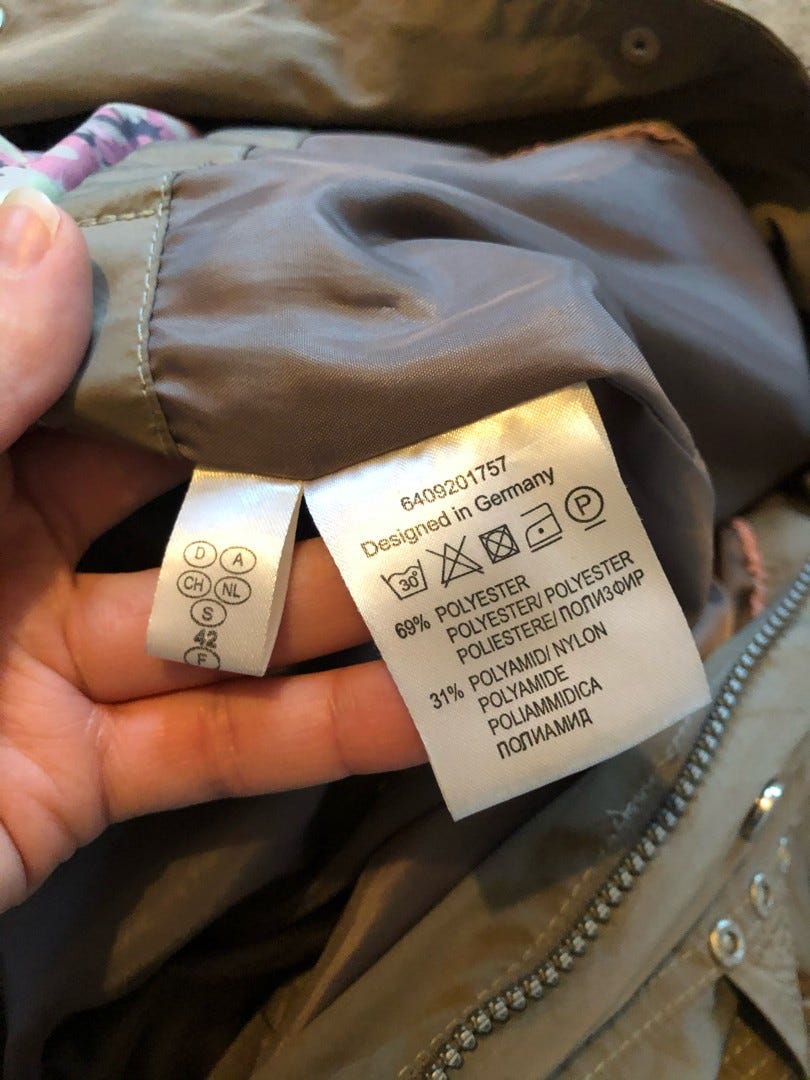 D A
CH NL
S
42
F
6409201757
Designed in Germany
30 P
69% POLYESTER
POLYESTER/ POLYESTER
POLIESTERE/ ПОЛИЭФИР
31% POLYAMID/ NYLON
POLYAMIDE
POLIAMMIDICA
ПОЛИАМИД